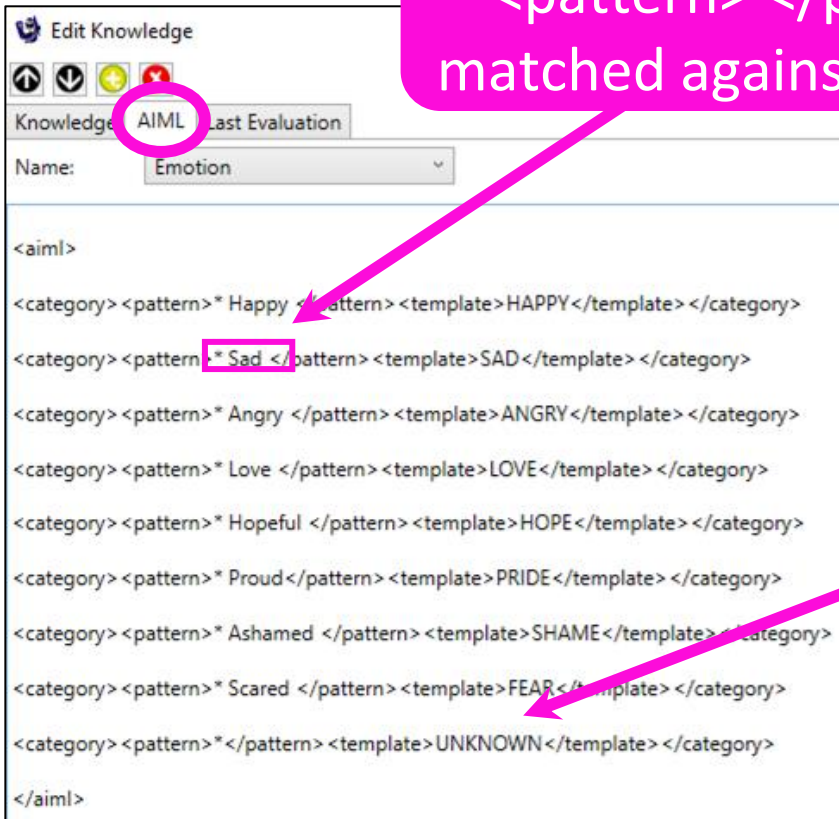 <pattern> </p
matched agains
Edit Knowledge
Knowledge AIML Last Evaluation
Name: Emotion
<aiml>
<category><pattern>* Happy </pattern><template>HAPPY</template></category>
<category><pattern>* Sad </pattern><template>SAD</template></category>
<category><pattern>* Angry </pattern><template>ANGRY</template></category>
<category><pattern>* Love </pattern><template>LOVE</template></category>
<category><pattern>* Hopeful </pattern><template>HOPE</template></category>
<category><pattern>* Proud</pattern><template>PRIDE</template></category>
<category><pattern>* Ashamed </pattern><template>SHAME</template></category>
<category><pattern>* Scared </pattern><template>FEAR</template></category>
<category><pattern>*</pattern><template>UNKNOWN</template></category>
</aiml>